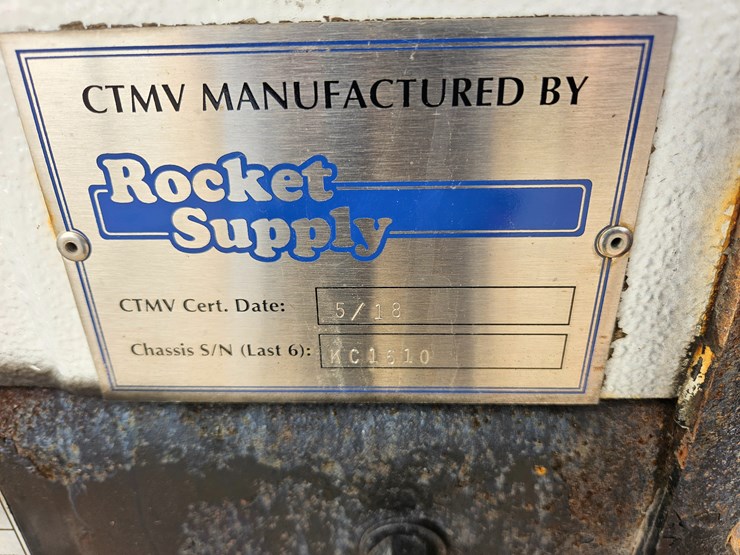 CTMV MANUFACTURED BY
Rocket
Supply
CTMV Cert. Date: 5/18
Chassis S/N (Last 6):